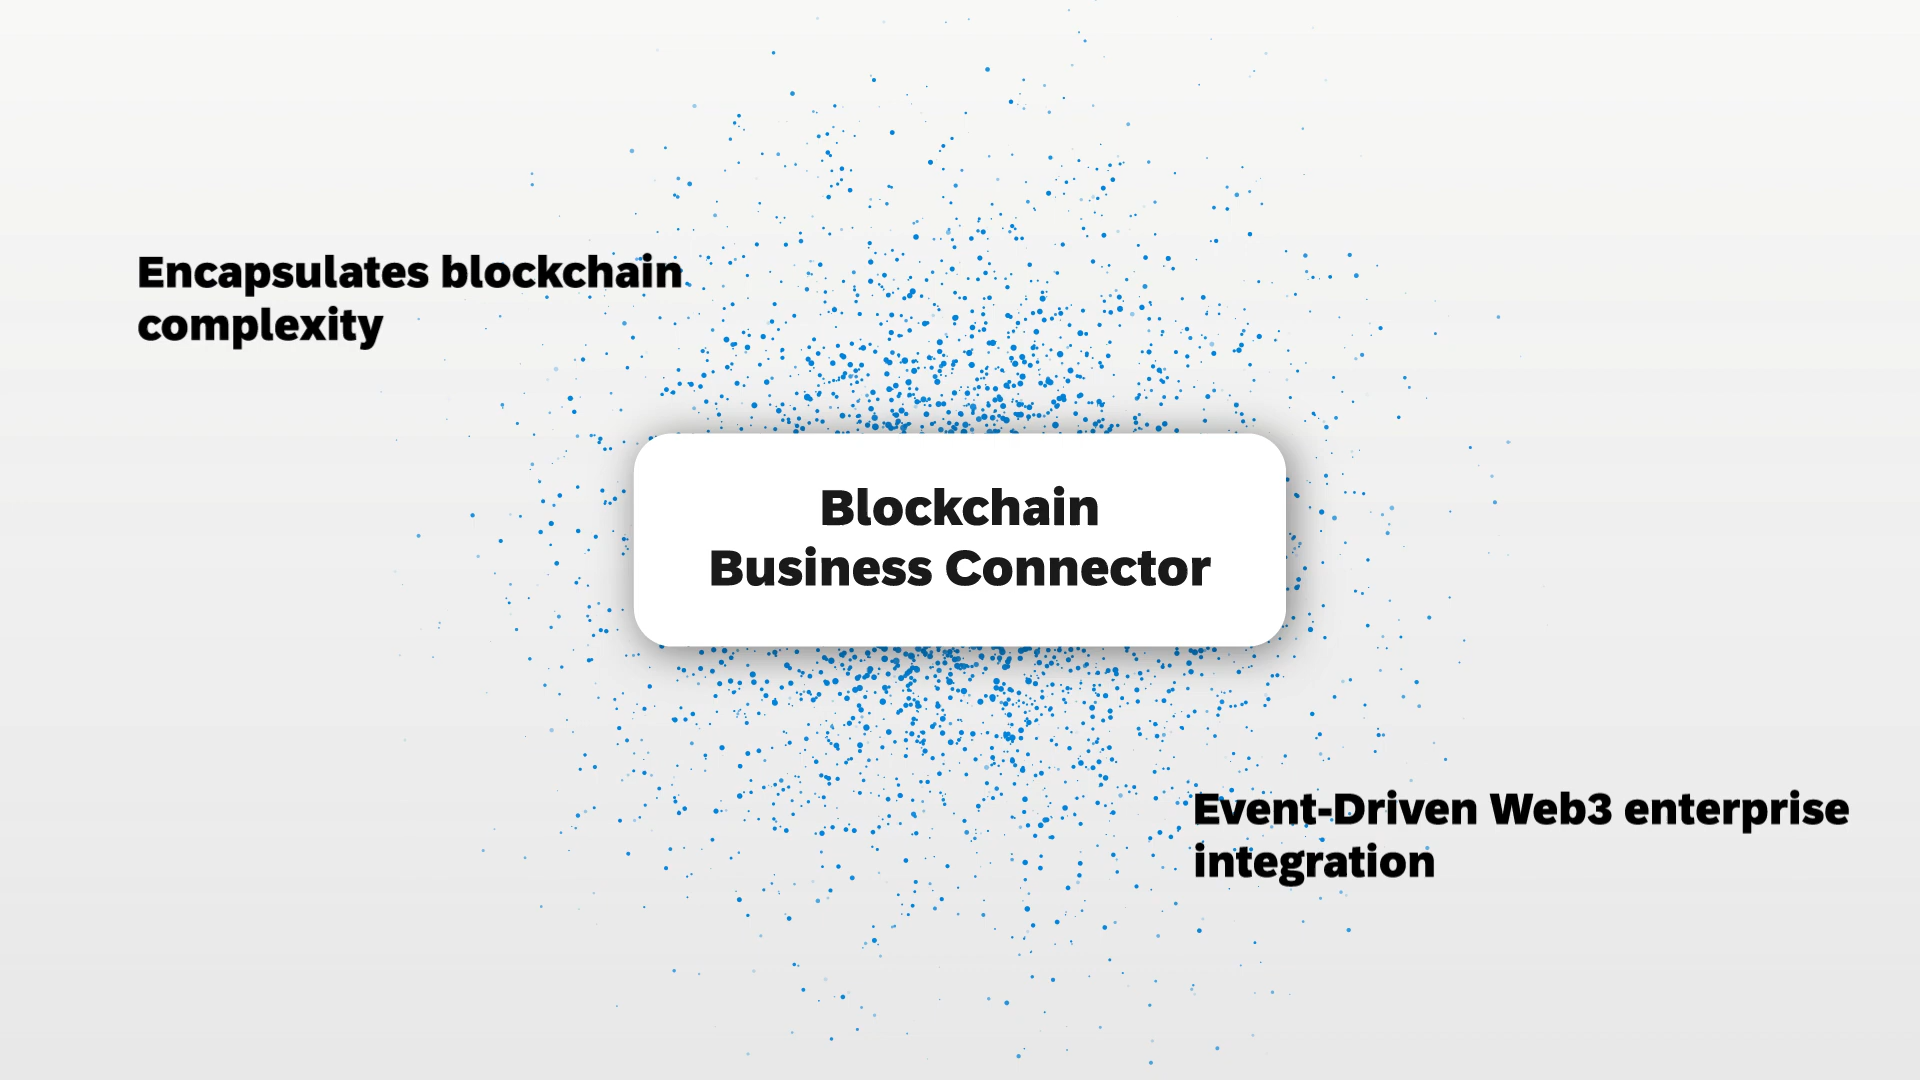 Encapsulates blockchain
complexity
Blockchain
Business Connector
Event-Driven Web3 enterprise
integration